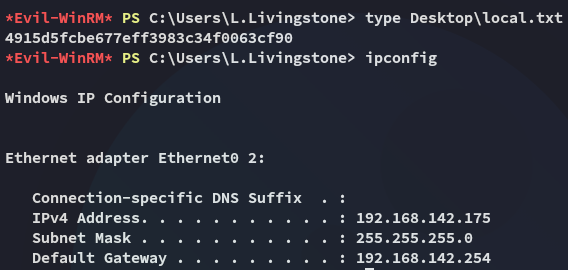 *Evil-WinRM* PS C:\Users\L.Livingstone> type Desktop\local.txt
4915d5fcbe677eff3983c34f0063cf90
*Evil-WinRM* PS C:\Users\L.Livingstone> ipconfig
Windows IP Configuration
Ethernet adapter Ethernet0 2:
Connection-specific DNS Suffix  . :
IPv4 Address. . . . . . . . . . . : 192.168.142.175
Subnet Mask . . . . . . . . . . . : 255.255.255.0
Default Gateway . . . . . . . . . : 192.168.142.254